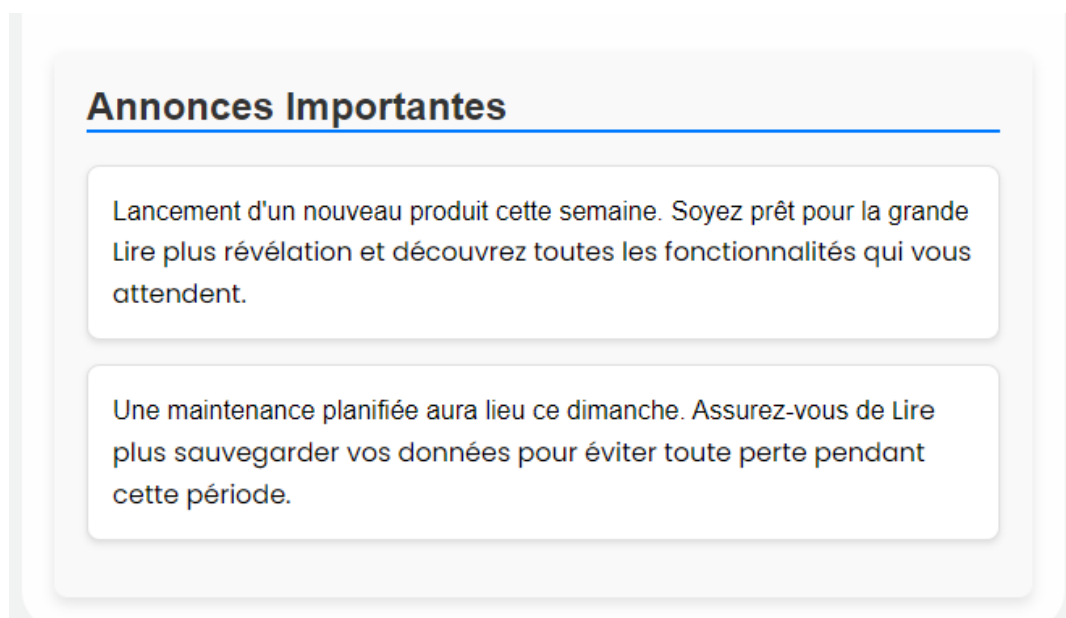 Annonces Importantes
Lancement d'un nouveau produit cette semaine. Soyez prêt pour la grande
Lire plus révélation et découvrez toutes les fonctionnalités qui vous
attendent.
Une maintenance planifiée aura lieu ce dimanche. Assurez-vous de Lire
plus sauvegarder vos données pour éviter toute perte pendant
cette période.